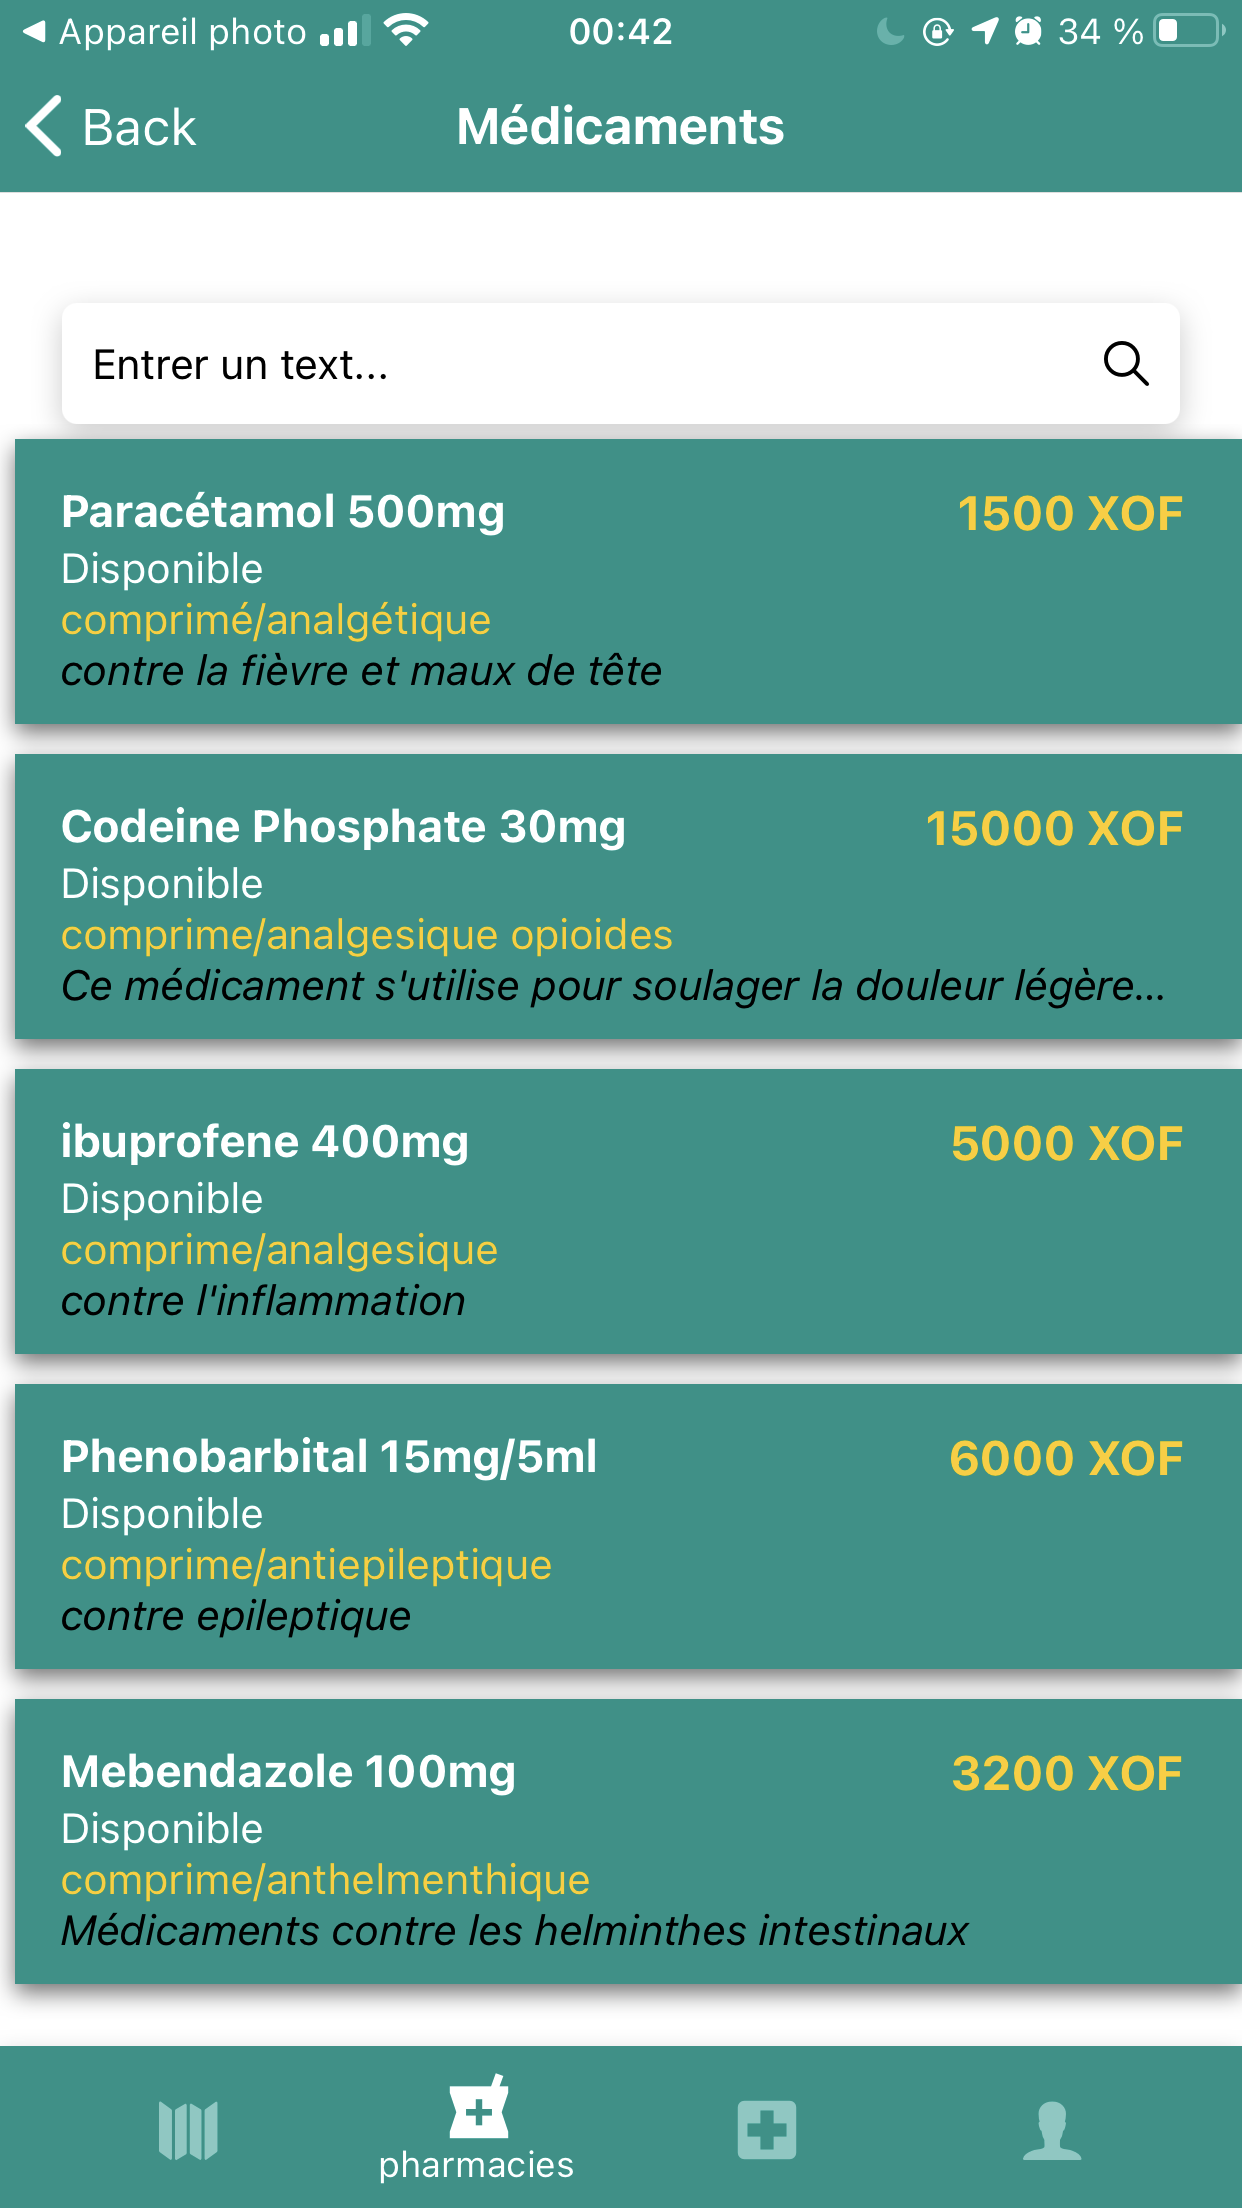 Appareil photo 00:42 34 %
Back Médicaments
Entrer un text...
Paracétamol 500mg 1500 XOF
Disponible
comprimé/analgétique
contre la fièvre et maux de tête
Codeine Phosphate 30mg 15000 XOF
Disponible
comprime/analgesique opioides
Ce médicament s'utilise pour soulager la douleur légère...
ibuprofene 400mg 5000 XOF
Disponible
comprime/analgesique
contre l'inflammation
Phenobarbital 15mg/5ml 6000 XOF
Disponible
comprime/antiepileptique
contre epileptique
Mebendazole 100mg 3200 XOF
Disponible
comprime/anthelmenthique
Médicaments contre les helminthes intestinaux
pharmacies